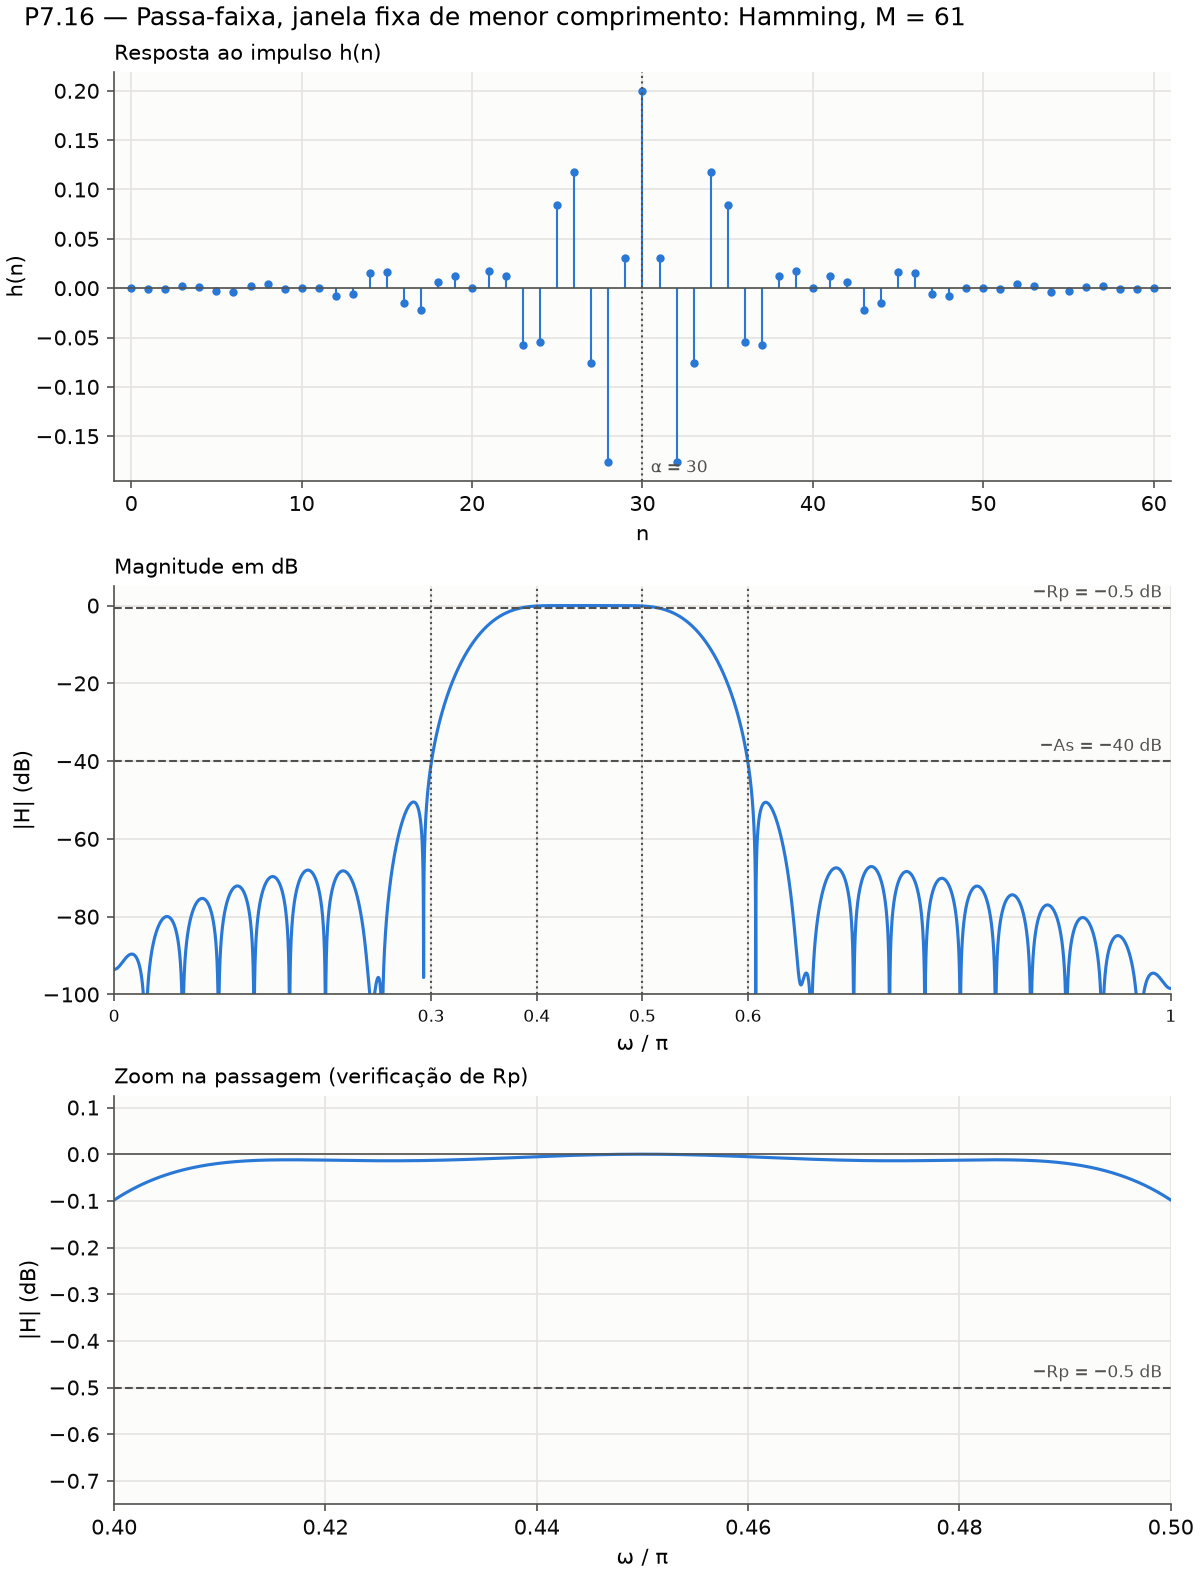 P7.16 — Passa-faixa, janela fixa de menor comprimento: Hamming, M = 61
Resposta ao impulso h(n)
h(n)
0.20
0.15
0.10
0.05
0.00
−0.05
−0.10
−0.15
α = 30
0 10 20 30 40 50 60
n
Magnitude em dB
|H| (dB)
0
−20
−40
−60
−80
−100
−Rp = −0.5 dB
−As = −40 dB
0 0.3 0.4 0.5 0.6 1
ω / π
Zoom na passagem (verificação de Rp)
|H| (dB)
0.1
0.0
−0.1
−0.2
−0.3
−0.4
−0.5
−0.6
−0.7
−Rp = −0.5 dB
0.40 0.42 0.44 0.46 0.48 0.50
ω / π